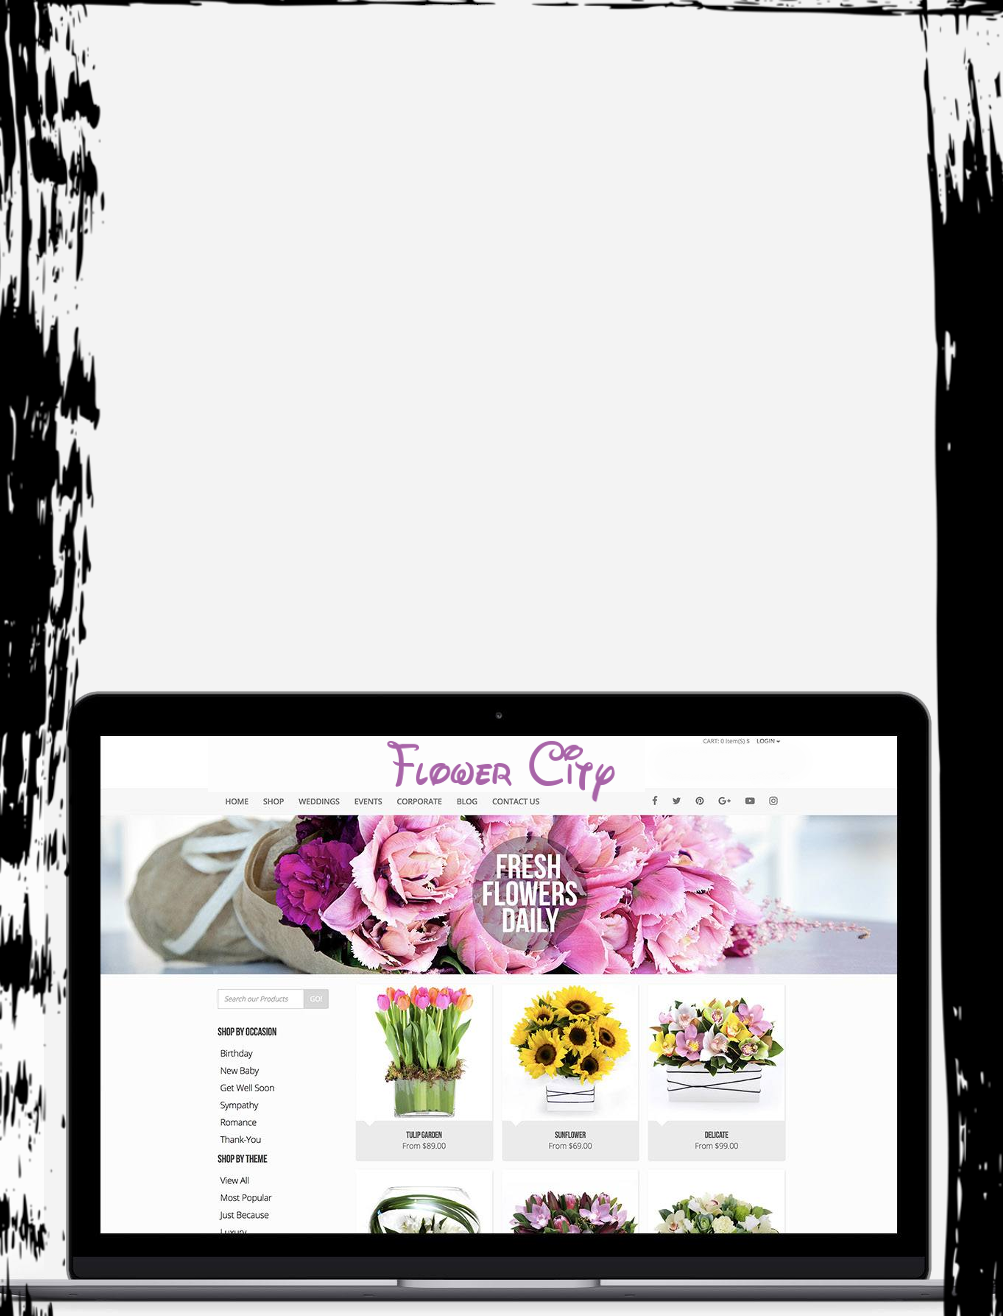 CART: 0 Item(S) $ LOGIN
Flower City
HOME SHOP WEDDINGS EVENTS CORPORATE BLOG CONTACT US
FRESH
FLOWERS
DAILY
Search our Products GO!
SHOP BY OCCASION
Birthday
New Baby
Get Well Soon
Sympathy
Romance
Thank-You
SHOP BY THEME
View All
Most Popular
Just Because
Luxury
TULIP GARDEN
From $89.00
SUNFLOWER
From $69.00
DELICATE
From $99.00